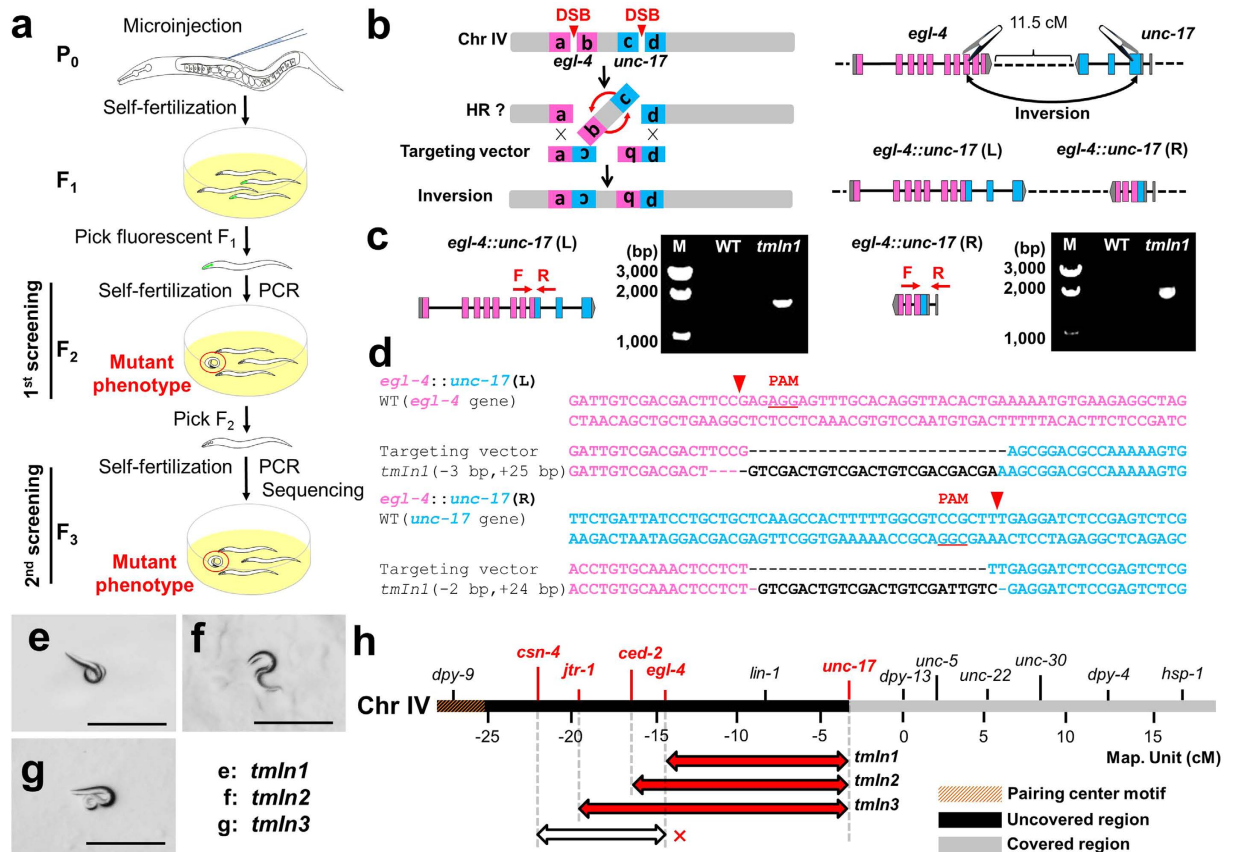 a
Microinjection
P0
Self-fertilization
F1
Pick fluorescent F1
Self-fertilization PCR
1st screening
F2
Mutant
phenotype
Pick F2
Self-fertilization PCR
Sequencing
2nd screening
F3
Mutant
phenotype
b
DSB DSB
Chr IV a b c d
egl-4 unc-17
HR ? a b c d
Targeting vector a c b d
Inversion a c b d
11.5 cM
egl-4 unc-17
Inversion
egl-4::unc-17 (L) egl-4::unc-17 (R)
c
egl-4::unc-17 (L)
F R
(bp) M WT tmIn1
3,000
2,000
1,000
egl-4::unc-17 (R)
F R
(bp) M WT tmIn1
3,000
2,000
1,000
d
egl-4::unc-17(L) PAM
WT(egl-4 gene) GATTGTCGACGACTTCCGAGAGGAGTTTGCACAGGTTACACTGAAAAATGTGAAGAGGCTAG
CTAACAGCTGCTGAAGGCTCTCCTCAAACGTGTCCAATGTGACTTTTTACACTTCTCCGATC
Targeting vector GATTGTCGACGACTTCCG--------------------------AGCGGACGCCAAAAAGTG
tmIn1(-3 bp,+25 bp) GATTGTCGACGACT----GTCGACTGTCGACTGTCGACGACGAAAGCGGACGCCAAAAAGTG
egl-4::unc-17(R) PAM
WT(unc-17 gene) TTCTGATTATCCTGCTGCTCAAGCCACTTTTTGGCGTCCGCTTTGAGGATCTCCGAGTCTCG
AAGACTAATAGGACGACGAGTTCGGTGAAAAACCGCAGGCGAAACTCCTAGAGGCTCAGAGC
Targeting vector ACCTGTGCAAACTCCTCT------------------------TTGAGGATCTCCGAGTCTCG
tmIn1(-2 bp,+24 bp) ACCTGTGCAAACTCCTCT-GTCGACTGTCGACTGTCGATTGTC-GAGGATCTCCGAGTCTCG
e
f
g
e: tmIn1
f: tmIn2
g: tmIn3
h
dpy-9 csn-4 jtr-1 ced-2 egl-4 lin-1 unc-17 dpy-13 unc-5 unc-22 unc-30 dpy-4 hsp-1
Chr IV
-25 -20 -15 -10 -5 0 5 10 15
Map. Unit (cM)
tmIn1
tmIn2
tmIn3
×
Pairing center motif
Uncovered region
Covered region